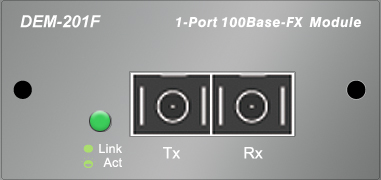 DEM-201F 1-Port 100Base-FX Module
Link
Act
Tx Rx